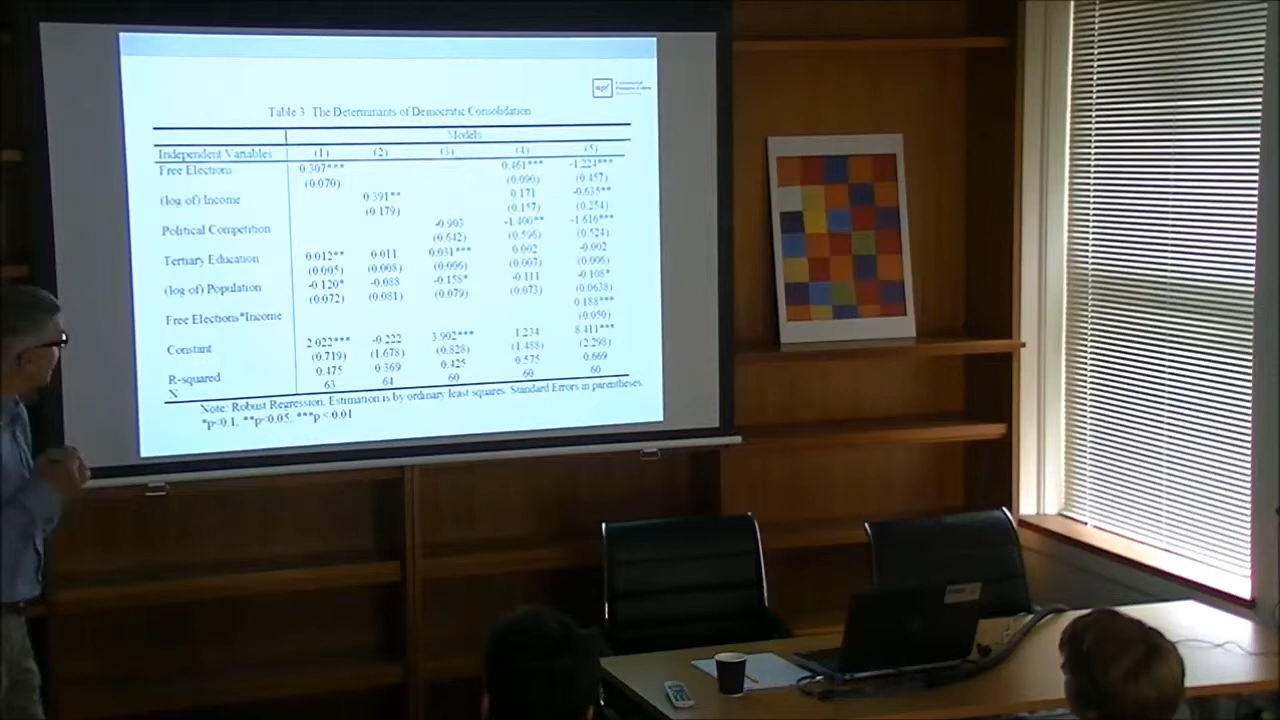 upf.
Table 3 The Determinants of Democratic Consolidation
Models
Independent Variables (1) (2) (3) (4) (5)
Free Elections 0.307*** 0.461*** -1.221***
(0.070) (0.090) (0.457)
(log of) Income 0.391** 0.171 -0.635**
(0.179) (0.157) (0.254)
Political Competition -0.903 -1.400** -1.616***
(0.642) (0.596) (0.524)
Tertiary Education 0.012** 0.011 0.031*** 0.002 -0.002
(0.005) (0.008) (0.006) (0.007) (0.006)
(log of) Population -0.120* -0.088 -0.158* -0.111 -0.108*
(0.072) (0.081) (0.079) (0.073) (0.0638)
Free Elections*Income 0.188***
(0.050)
Constant 2.022*** -0.222 3.902*** 1.234 8.411***
(0.719) (1.678) (0.828) (1.488) (2.298)
R-squared 0.475 0.369 0.425 0.575 0.669
N 63 64 60 60 60
Note: Robust Regression. Estimation is by ordinary least squares. Standard Errors in parentheses.
*p<0.1, **p<0.05, ***p < 0.01